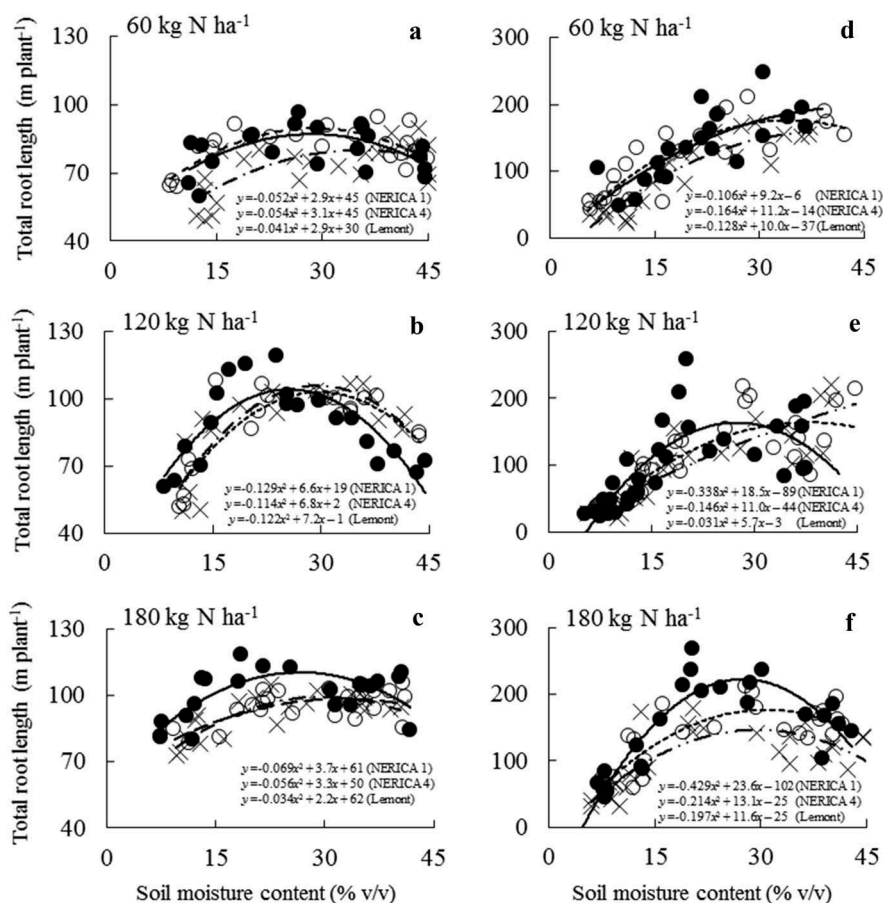 60 kg N ha-1
a
Total root length (m plant-1)
130
100
70
40
y=-0.052x²+2.9x+45 (NERICA 1)
y=-0.054x²+3.1x+45 (NERICA 4)
y=-0.041x²+2.9x+30 (Lemont)
0
15
30
45
60 kg N ha-1
d
300
200
100
0
y=-0.106x²+9.2x-6 (NERICA 1)
y=-0.164x²+11.2x-14 (NERICA 4)
y=-0.128x²+10.0x-37 (Lemont)
0
15
30
45
120 kg N ha-1
b
Total root length (m plant-1)
130
100
70
40
y=-0.129x²+6.6x+19 (NERICA 1)
y=-0.114x²+6.8x+2 (NERICA 4)
y=-0.122x²+7.2x-1 (Lemont)
0
15
30
45
120 kg N ha-1
e
300
200
100
0
y=-0.338x²+18.5x-89 (NERICA 1)
y=-0.146x²+11.0x-44 (NERICA 4)
y=-0.031x²+5.7x-3 (Lemont)
0
15
30
45
180 kg N ha-1
c
Total root length (m plant-1)
130
100
70
40
y=-0.069x²+3.7x+61 (NERICA 1)
y=-0.056x²+3.3x+50 (NERICA 4)
y=-0.034x²+2.2x+62 (Lemont)
0
15
30
45
Soil moisture content (% v/v)
180 kg N ha-1
f
300
200
100
0
y=-0.429x²+23.6x-102 (NERICA 1)
y=-0.214x²+13.1x-25 (NERICA 4)
y=-0.197x²+11.6x-25 (Lemont)
0
15
30
45
Soil moisture content (% v/v)